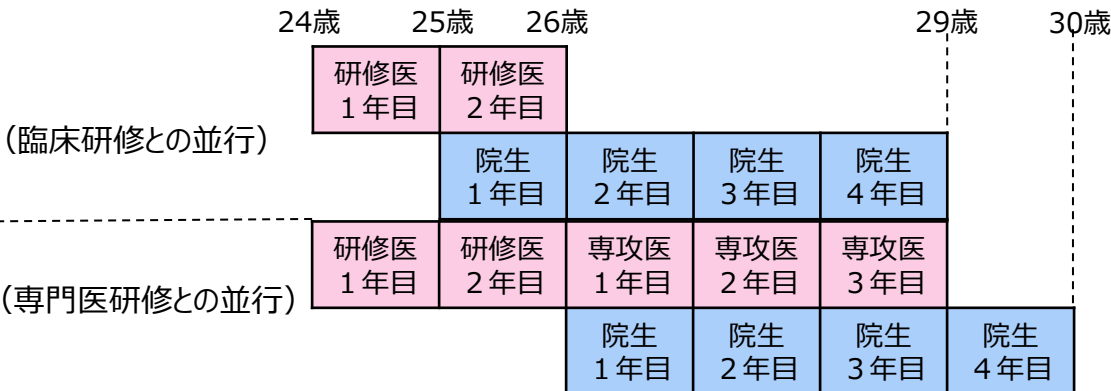 24歳 25歳 26歳 29歳 30歳
研修医 研修医
１年目 ２年目
（臨床研修との並行）
院生 院生 院生 院生
１年目 ２年目 ３年目 ４年目
研修医 研修医 専攻医 専攻医 専攻医
１年目 ２年目 １年目 ２年目 ３年目
（専門医研修との並行）
院生 院生 院生 院生
１年目 ２年目 ３年目 ４年目